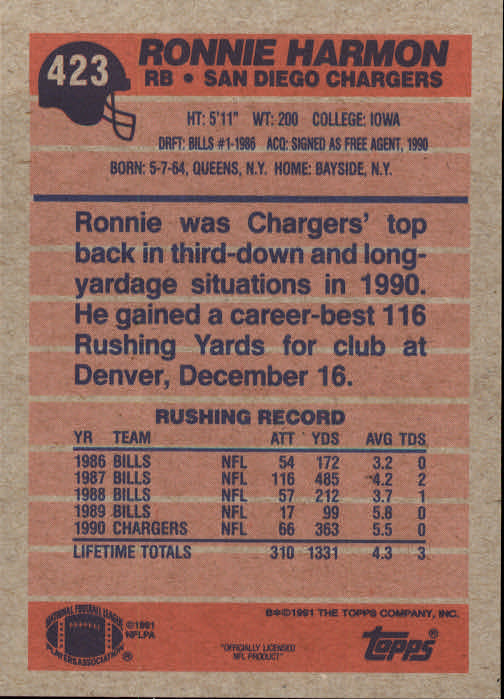 423
RONNIE HARMON
RB • SAN DIEGO CHARGERS
HT: 5'11" WT: 200 COLLEGE: IOWA
DRFT: BILLS #1-1986 ACQ: SIGNED AS FREE AGENT, 1990
BORN: 5-7-64, QUEENS, N.Y. HOME: BAYSIDE, N.Y.
Ronnie was Chargers' top
back in third-down and long-
yardage situations in 1990.
He gained a career-best 116
Rushing Yards for club at
Denver, December 16.
RUSHING RECORD
YR TEAM ATT YDS AVG TDS
1986 BILLS NFL 54 172 3.2 0
1987 BILLS NFL 116 485 4.2 2
1988 BILLS NFL 57 212 3.7 1
1989 BILLS NFL 17 99 5.8 0
1990 CHARGERS NFL 66 363 5.5 0
LIFETIME TOTALS 310 1331 4.3 3
NATIONAL FOOTBALL LEAGUE
PLAYERS ASSOCIATION
®
©1991
NFLPA
B*©1991 THE TOPPS COMPANY, INC.
"OFFICIALLY LICENSED
NFL PRODUCT"
topps®